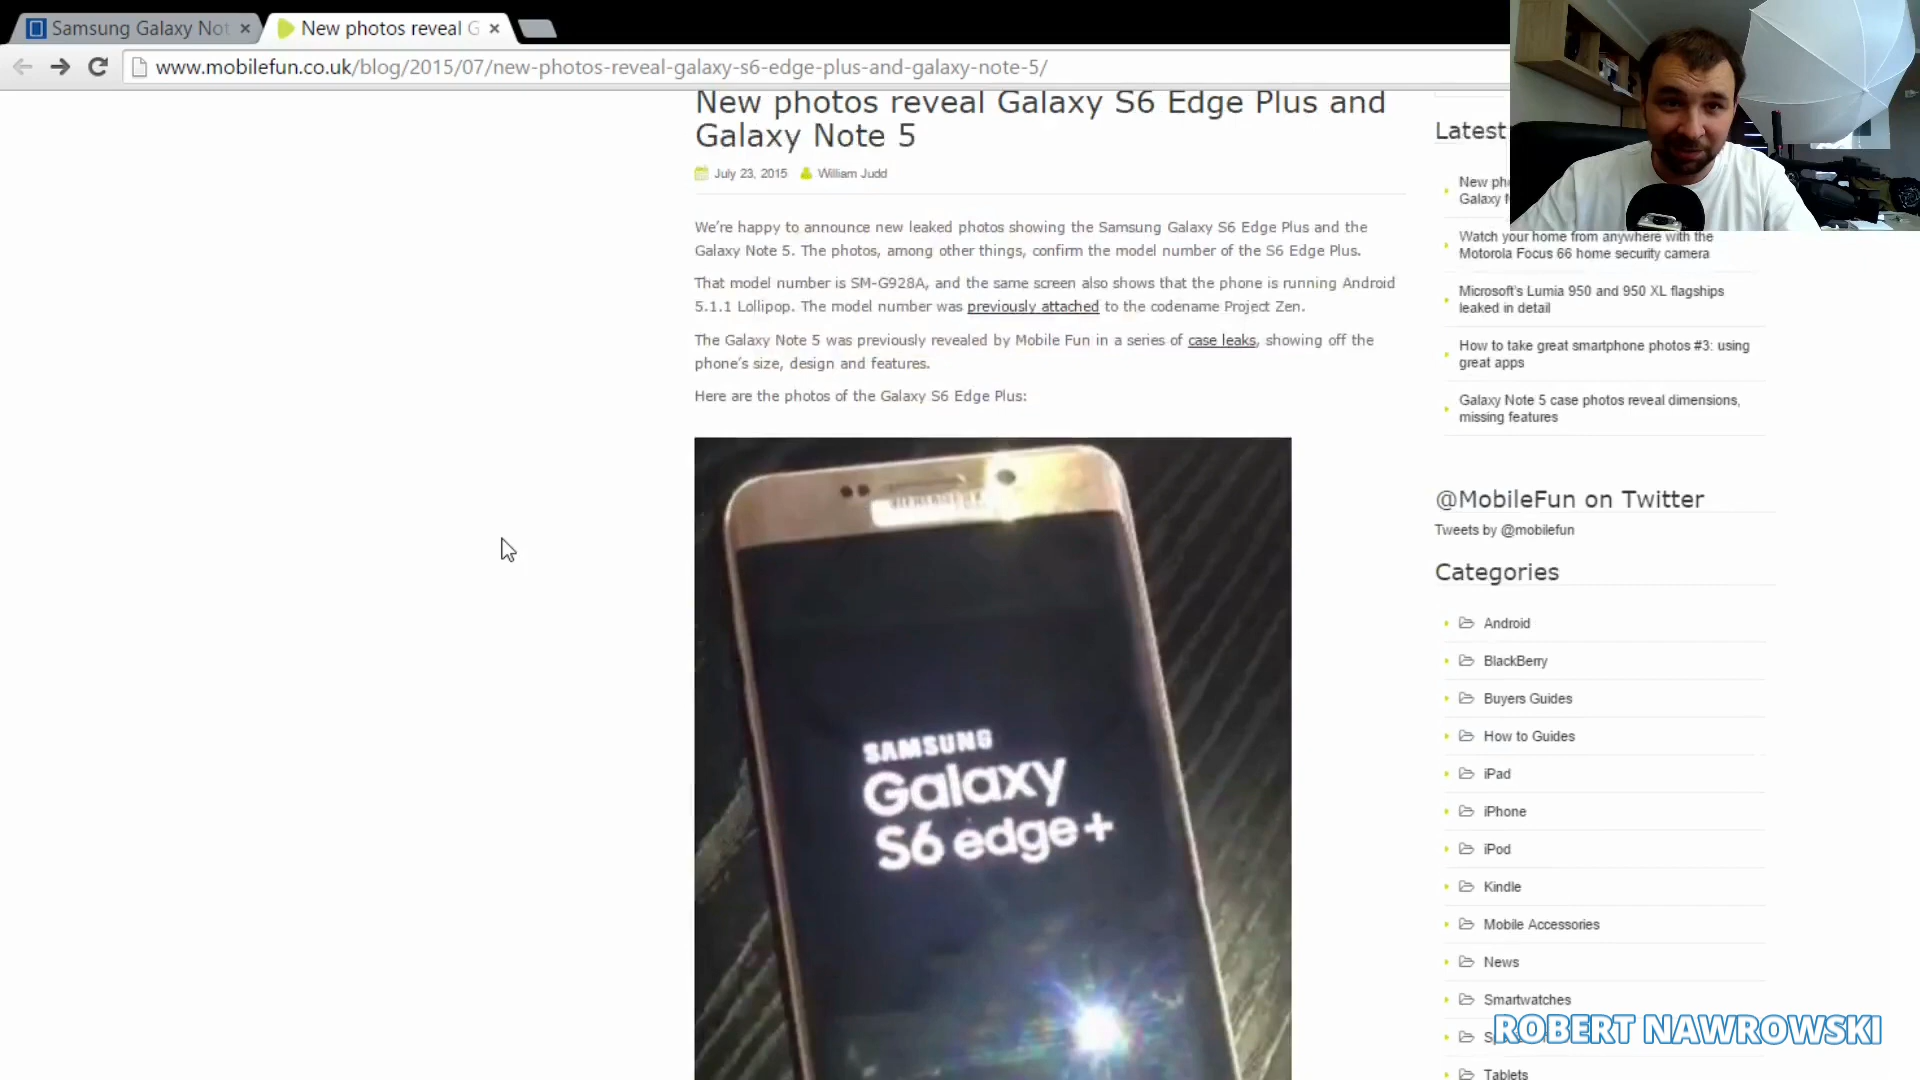 Samsung Galaxy Not
New photos reveal G
www.mobilefun.co.uk/blog/2015/07/new-photos-reveal-galaxy-s6-edge-plus-and-galaxy-note-5/
New photos reveal Galaxy S6 Edge Plus and
Galaxy Note 5
July 23, 2015 William Judd
We’re happy to announce new leaked photos showing the Samsung Galaxy S6 Edge Plus and the
Galaxy Note 5. The photos, among other things, confirm the model number of the S6 Edge Plus.
That model number is SM-G928A, and the same screen also shows that the phone is running Android
5.1.1 Lollipop. The model number was previously attached to the codename Project Zen.
The Galaxy Note 5 was previously revealed by Mobile Fun in a series of case leaks, showing off the
phone’s size, design and features.
Here are the photos of the Galaxy S6 Edge Plus:
SAMSUNG
Galaxy
S6 edge+
Latest
New ph
Galaxy
Watch your home from anywhere with the
Motorola Focus 66 home security camera
Microsoft’s Lumia 950 and 950 XL flagships
leaked in detail
How to take great smartphone photos #3: using
great apps
Galaxy Note 5 case photos reveal dimensions,
missing features
@MobileFun on Twitter
Tweets by @mobilefun
Categories
Android
BlackBerry
Buyers Guides
How to Guides
iPad
iPhone
iPod
Kindle
Mobile Accessories
News
Smartwatches
ROBERT NAWROWSKI
Tablets